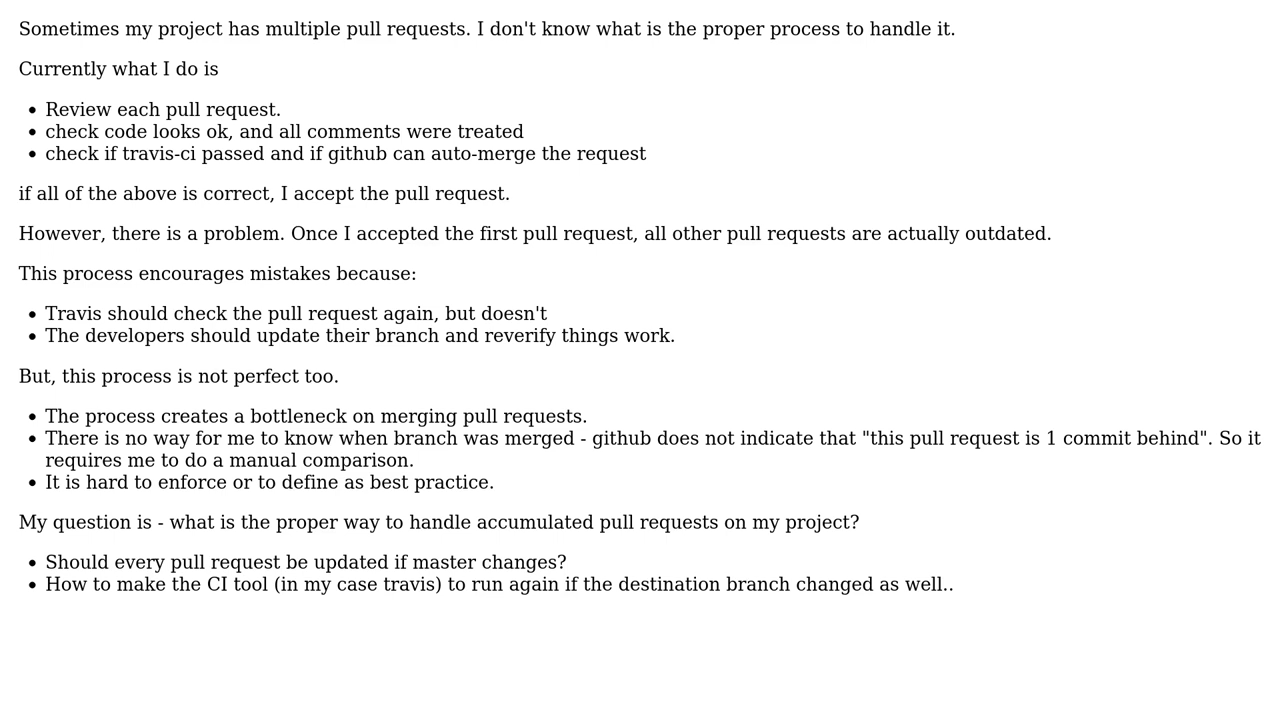 Sometimes my project has multiple pull requests. I don't know what is the proper process to handle it.
Currently what I do is
• Review each pull request.
• check code looks ok, and all comments were treated
• check if travis-ci passed and if github can auto-merge the request
if all of the above is correct, I accept the pull request.
However, there is a problem. Once I accepted the first pull request, all other pull requests are actually outdated.
This process encourages mistakes because:
• Travis should check the pull request again, but doesn't
• The developers should update their branch and reverify things work.
But, this process is not perfect too.
• The process creates a bottleneck on merging pull requests.
• There is no way for me to know when branch was merged - github does not indicate that "this pull request is 1 commit behind". So it
requires me to do a manual comparison.
• It is hard to enforce or to define as best practice.
My question is - what is the proper way to handle accumulated pull requests on my project?
• Should every pull request be updated if master changes?
• How to make the CI tool (in my case travis) to run again if the destination branch changed as well..